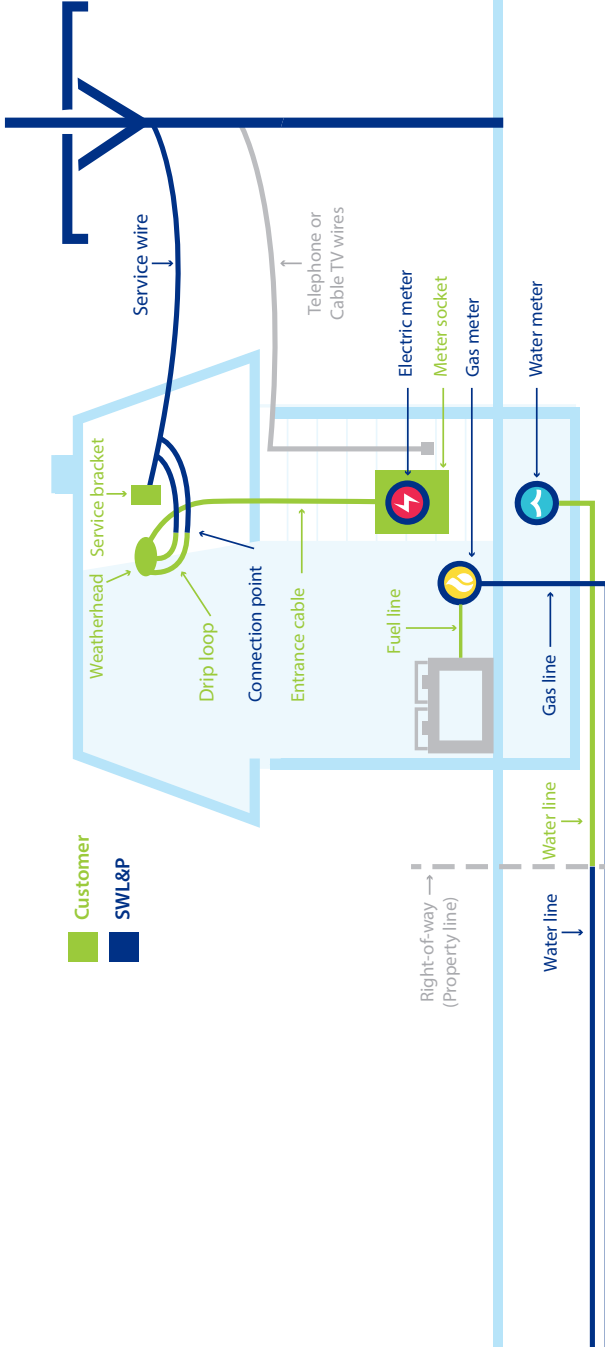 Customer
SWL&P
Weatherhead
Service bracket
Service wire
Drip loop
Connection point
Entrance cable
Telephone or
Cable TV wires
Fuel line
Electric meter
Meter socket
Gas meter
Right-of-way
(Property line)
Water line
Water line
Gas line
Water meter